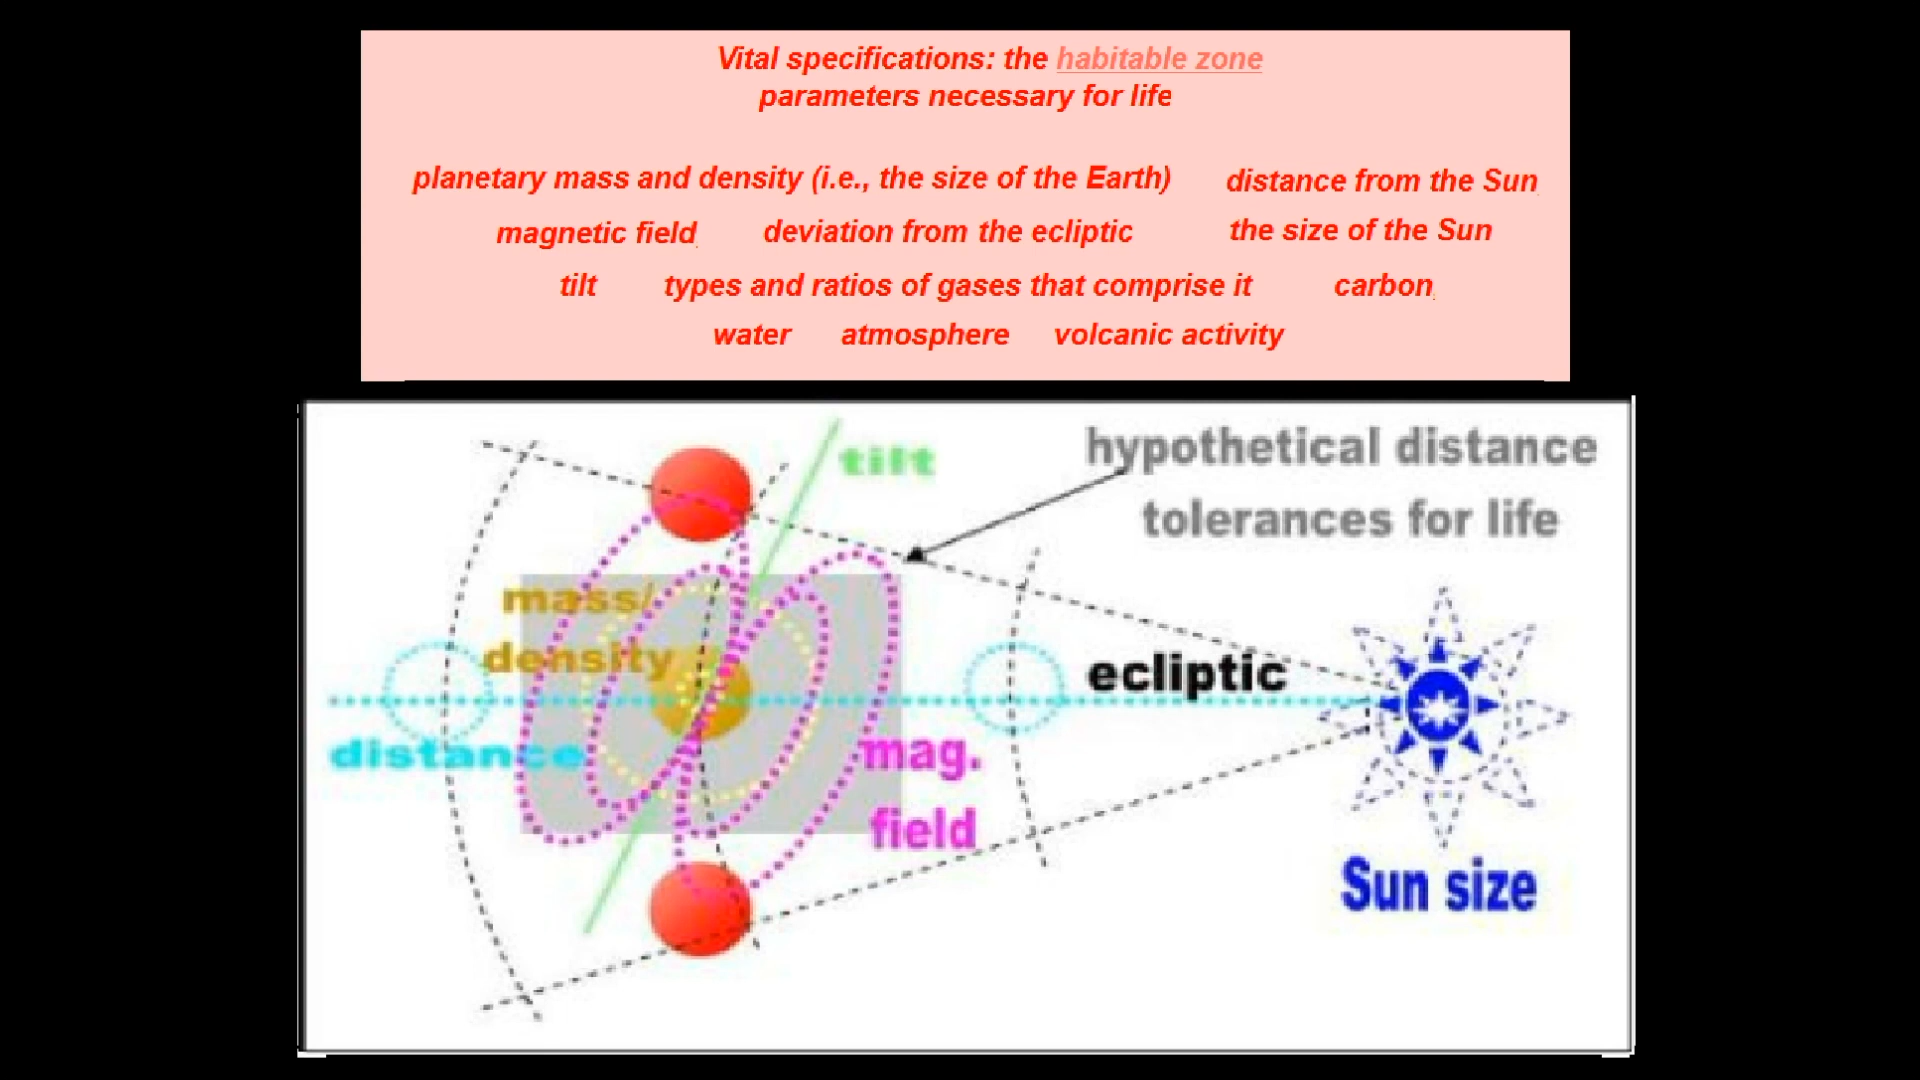 Vital specifications: the habitable zone
parameters necessary for life
planetary mass and density (i.e., the size of the Earth) distance from the Sun
magnetic field, deviation from the ecliptic the size of the Sun
tilt types and ratios of gases that comprise it carbon,
water atmosphere volcanic activity
tilt
hypothetical distance
tolerances for life
mass/
density
ecliptic
distance
mag.
field
Sun size